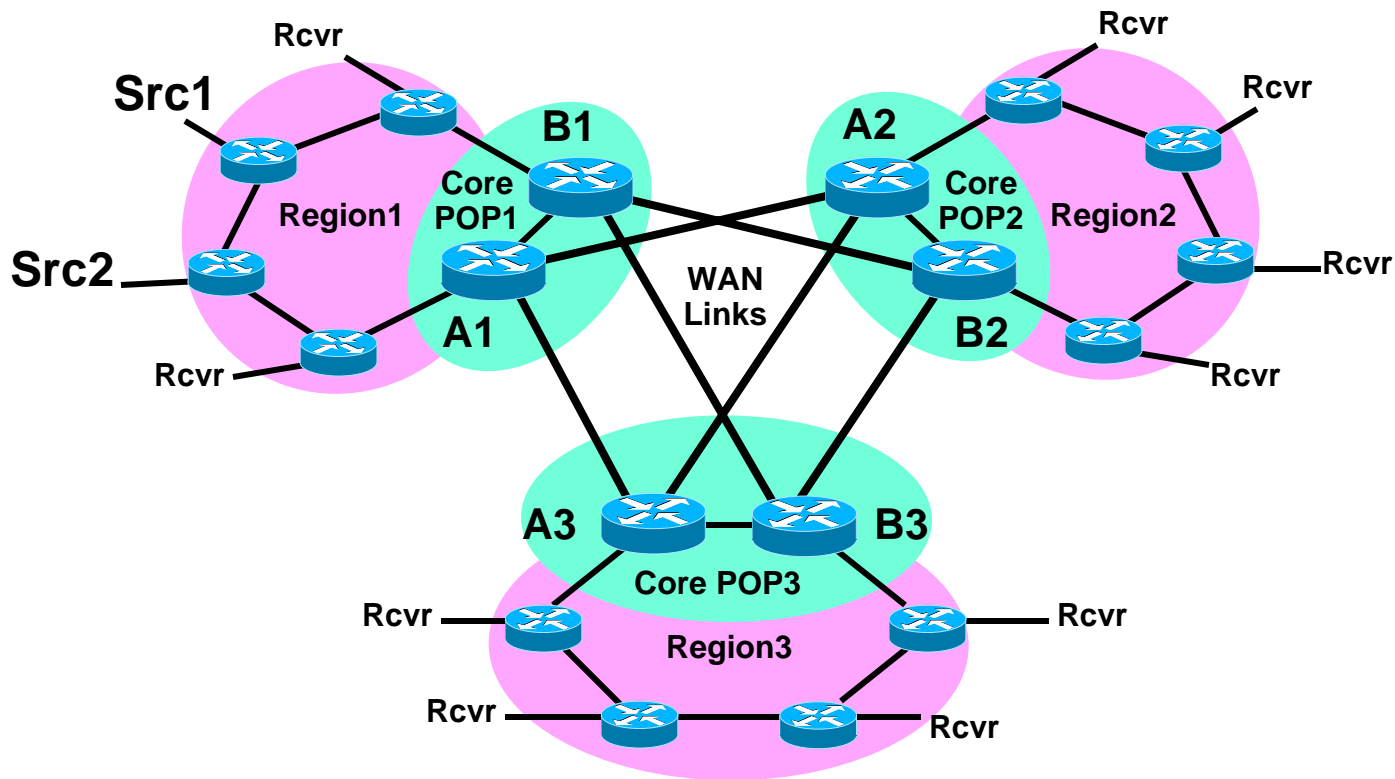 Rcvr
Src1
B1
Core
POP1
Region1
Src2
A1
Rcvr
Rcvr
A2
Rcvr
Core
POP2
Region2
Rcvr
B2
Rcvr
WAN
Links
A3
B3
Core POP3
Rcvr
Rcvr
Region3
Rcvr
Rcvr